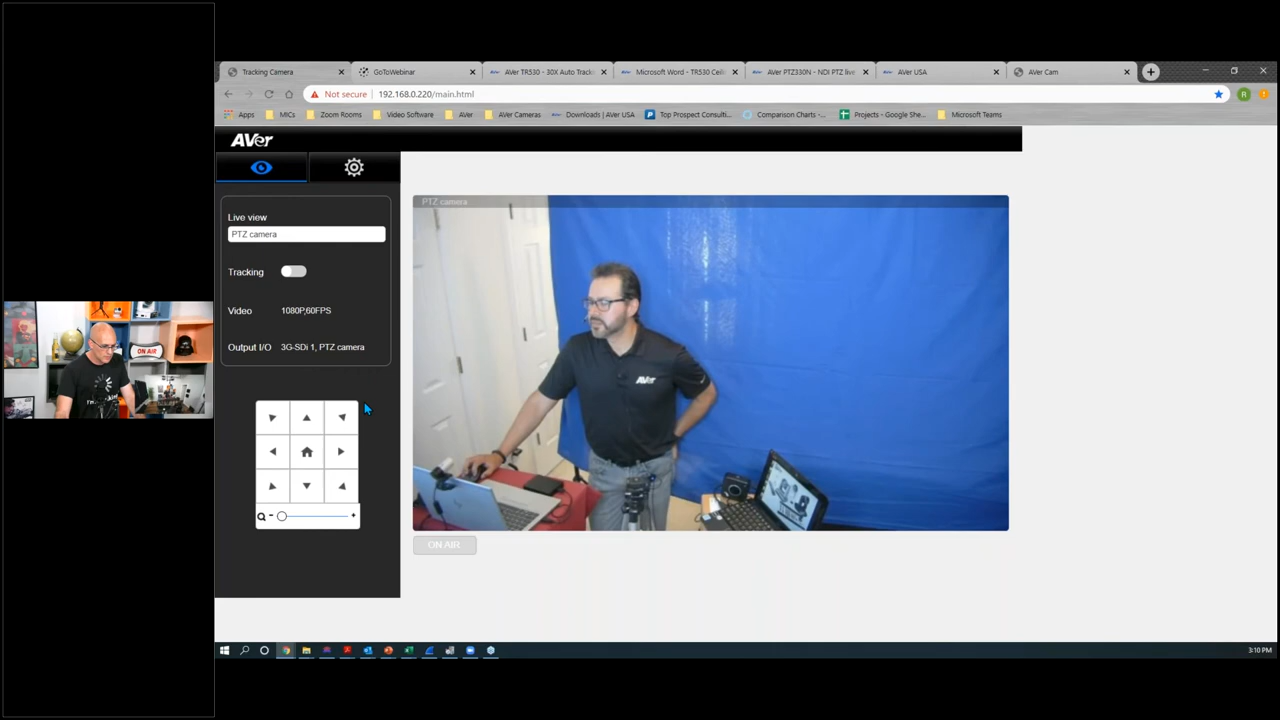 Tracking Camera
GoToWebinar
AVer TR530 - 30X Auto Tracki
Microsoft Word - TR530 Ceili
AVer PTZ330N - NDI PTZ live
AVer USA
AVer Cam
Not secure 192.168.0.220/main.html
R
Apps MICs Zoom Rooms Video Software AVer AVer Cameras Downloads | AVer USA Top Prospect Consulti... Comparison Charts -... Projects - Google She... Microsoft Teams
AVer
Live view
PTZ camera
Tracking
Video 1080P,60FPS
Output I/O 3G-SDi 1, PTZ camera
PTZ camera
AVer
ON AIR
ON AIR
3:10 PM